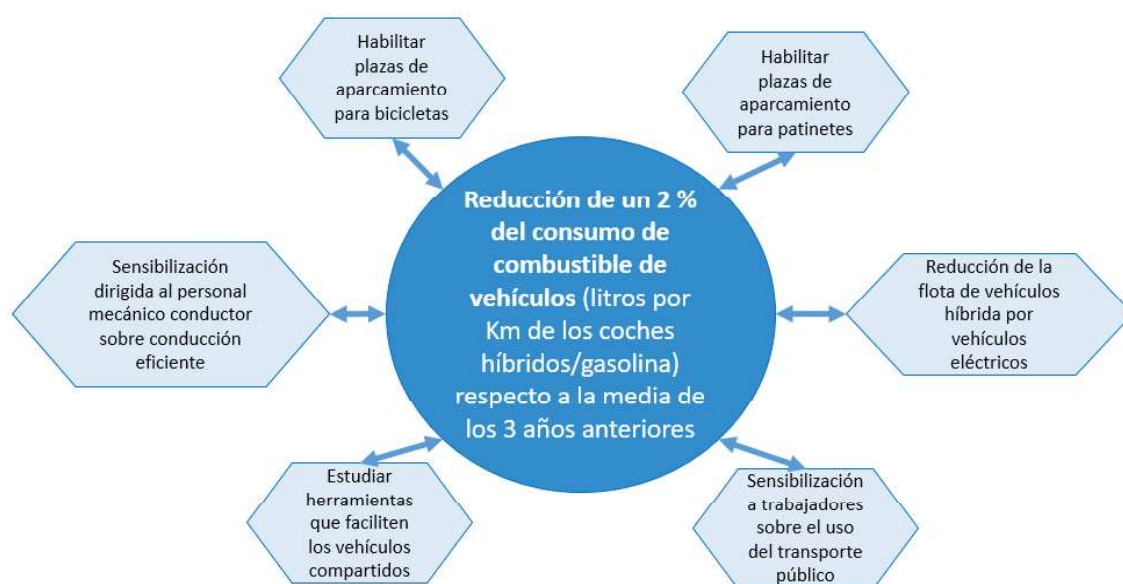 Habilitar
plazas de
aparcamiento
para bicicletas
Habilitar
plazas de
aparcamiento
para patinetes
Reducción de un 2 %
del consumo de
combustible de
vehículos (litros por
Km de los coches
híbridos/gasolina)
respecto a la media de
los 3 años anteriores
Sensibilización
dirigida al personal
mecánico conductor
sobre conducción
eficiente
Reducción de la
flota de vehículos
híbrida por
vehículos
eléctricos
Estudiar
herramientas
que faciliten
los vehículos
compartidos
Sensibilización
a trabajadores
sobre el uso
del transporte
público